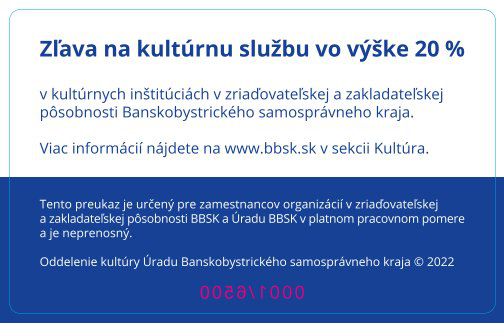 Zľava na kultúrnu službu vo výške 20 %
v kultúrnych inštitúciách v zriaďovateľskej a zakladateľskej
pôsobnosti Banskobystrického samosprávneho kraja.
Viac informácií nájdete na www.bbsk.sk v sekcii Kultúra.
Tento preukaz je určený pre zamestnancov organizácií v zriaďovateľskej
a zakladateľskej pôsobnosti BBSK a Úradu BBSK v platnom pracovnom pomere
a je neprenosný.
Oddelenie kultúry Úradu Banskobystrického samosprávneho kraja © 2022
0001/6500